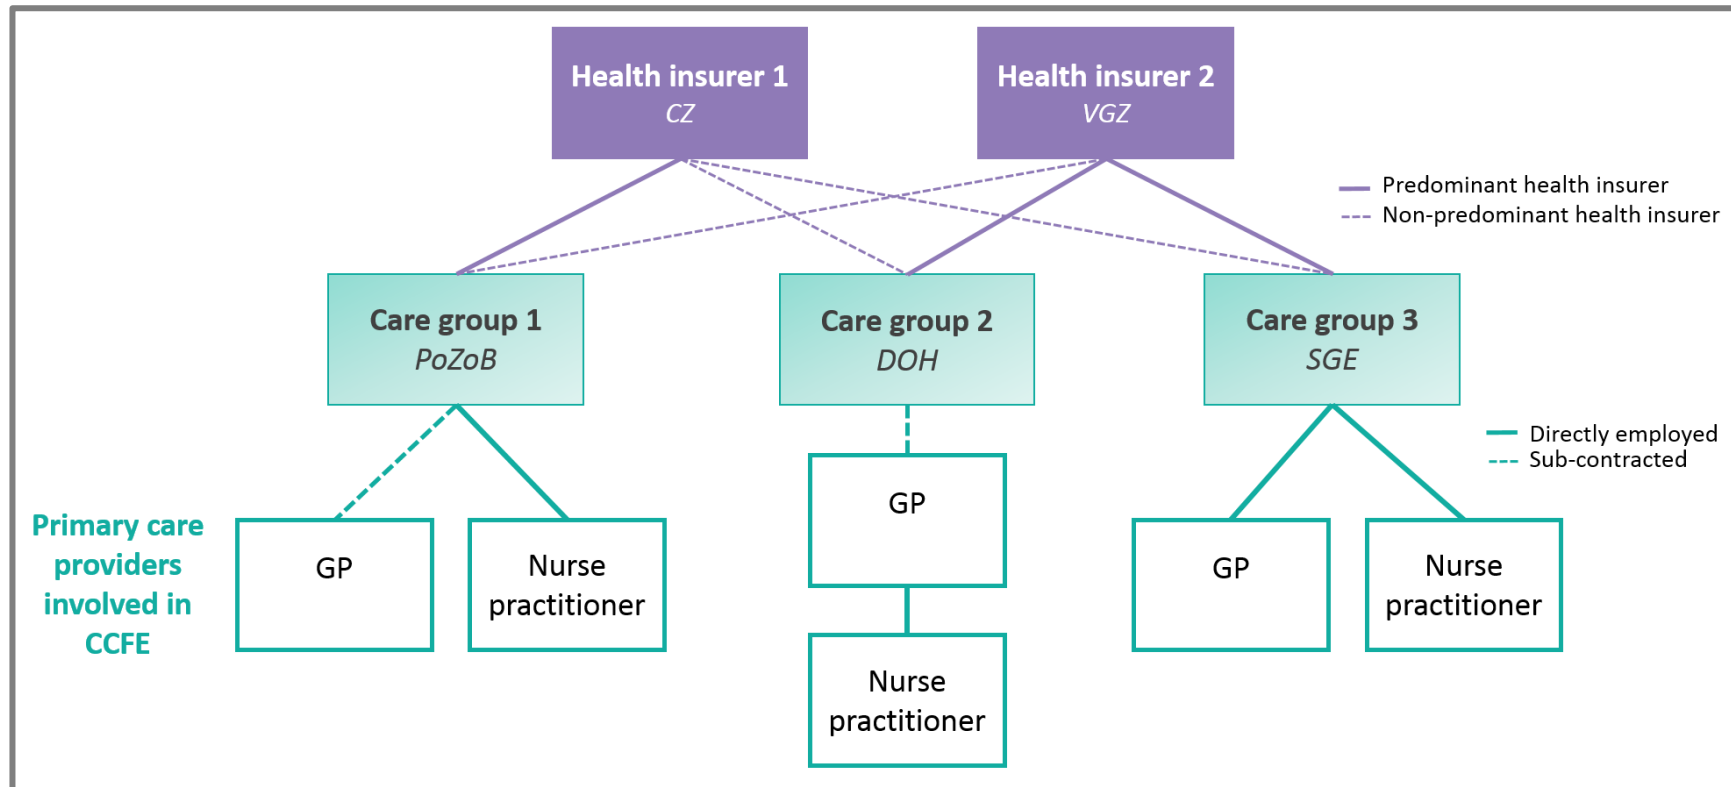 Health insurer 1
CZ
Health insurer 2
VGZ
Predominant health insurer
Non-predominant health insurer
Care group 1
PoZoB
Care group 2
DOH
Care group 3
SGE
Directly employed
Sub-contracted
Primary care
providers
involved in
CCFE
GP
Nurse
practitioner
GP
Nurse
practitioner
GP
Nurse
practitioner